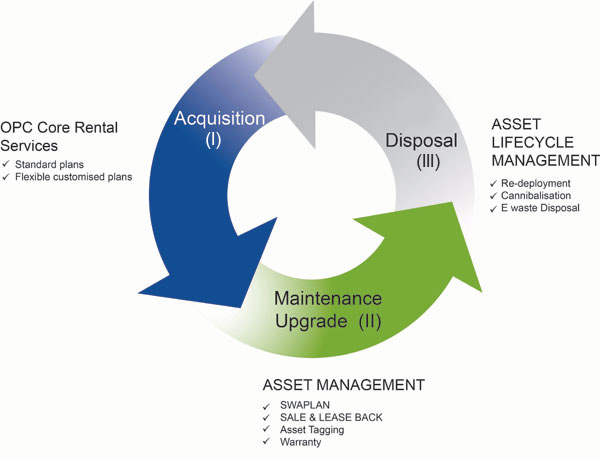 Acquisition
(I)
OPC Core Rental
Services
✓ Standard plans
✓ Flexible customised plans
Disposal
(III)
ASSET
LIFECYCLE
MANAGEMENT
✓ Re-deployment
✓ Cannibalisation
✓ E waste Disposal
Maintenance
Upgrade (II)
ASSET MANAGEMENT
✓ SWAPLAN
✓ SALE & LEASE BACK
✓ Asset Tagging
✓ Warranty